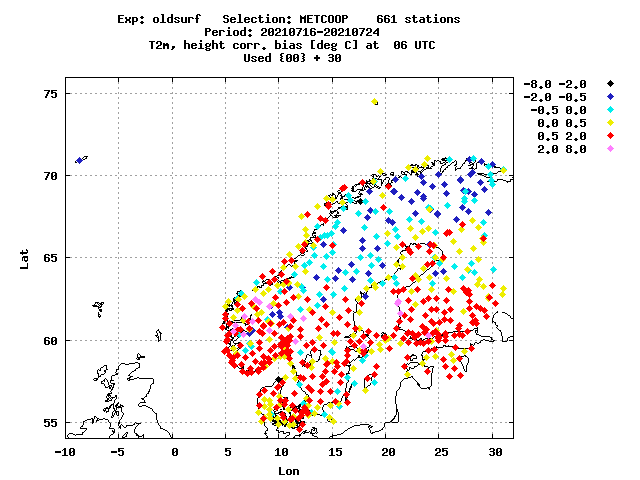 Exp: oldsurf Selection: METCOOP 661 stations
Period: 20210716-20210724
T2m, height corr. bias [deg C] at 06 UTC
Used {00} + 30
-8.0 -2.0
-2.0 -0.5
-0.5 0.0
0.0 0.5
0.5 2.0
2.0 8.0
75
70
65
60
55
Lat
-10 -5 0 5 10 15 20 25 30
Lon